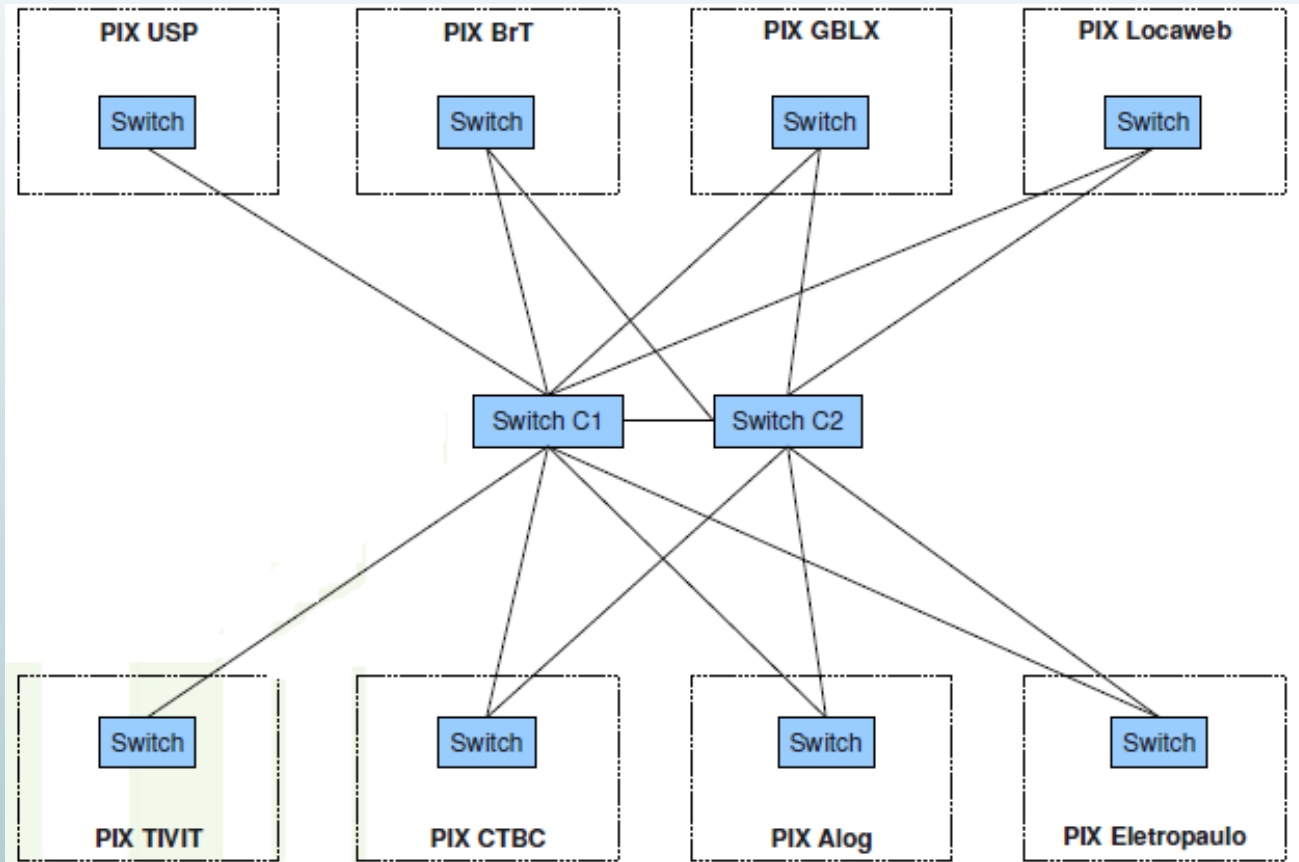 PIX USP
PIX BrT
PIX GBLX
PIX Locaweb
Switch
Switch
Switch
Switch
Switch C1
Switch C2
Switch
Switch
Switch
Switch
PIX TIVIT
PIX CTBC
PIX Alog
PIX Eletropaulo